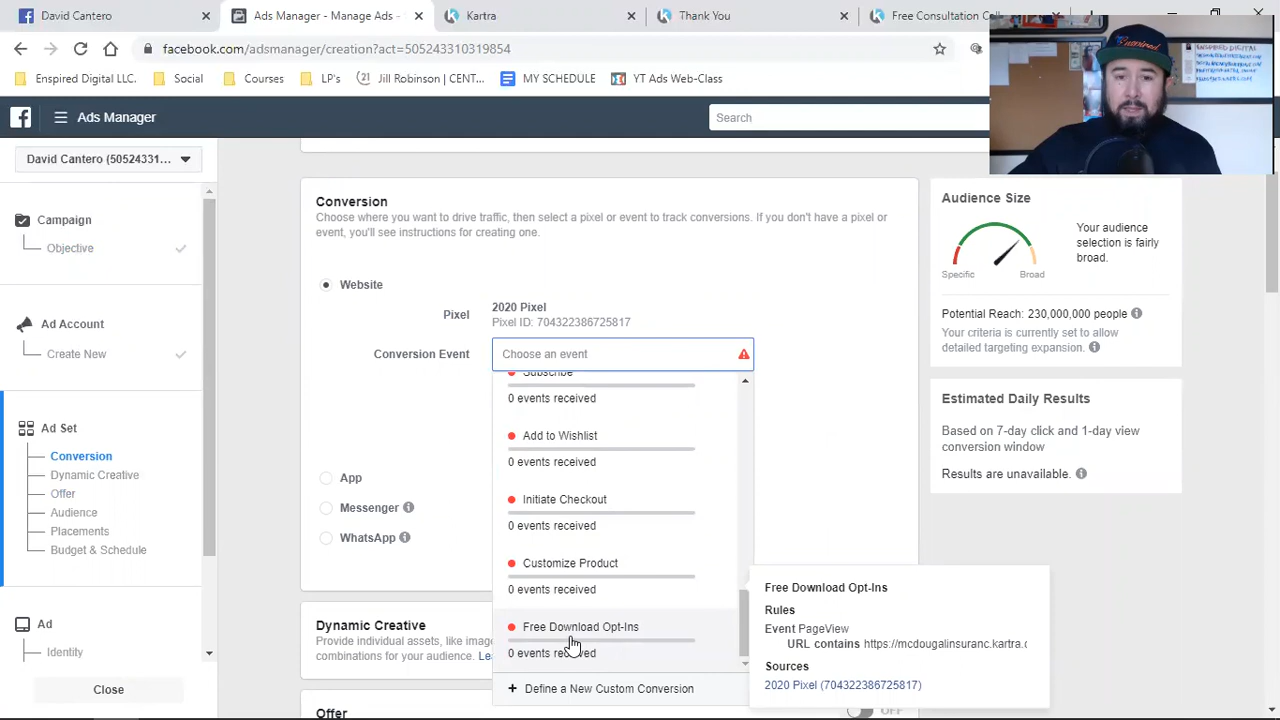 David Cantero
Ads Manager - Manage Ads -
Kartra
Thank You
Free Consultation Col
facebook.com/adsmanager/creation?act=505243310319854
Enspired Digital LLC.
Social
Courses
LP's
Jill Robinson | CENT...
MY SCHEDULE
YT Ads Web-Class
Ads Manager
Search
David Cantero (50524331...
Campaign
Objective
Ad Account
Create New
Ad Set
Conversion
Dynamic Creative
Offer
Audience
Placements
Budget & Schedule
Ad
Identity
Close
Conversion
Choose where you want to drive traffic, then select a pixel or event to track conversions. If you don't have a pixel or
event, you'll see instructions for creating one.
Website
Pixel
2020 Pixel
Pixel ID: 704322386725817
Conversion Event
Choose an event
Subscribe
0 events received
Add to Wishlist
0 events received
Initiate Checkout
0 events received
Customize Product
0 events received
Free Download Opt-Ins
0 events received
+ Define a New Custom Conversion
App
Messenger
WhatsApp
Dynamic Creative
Provide individual assets, like imag
combinations for your audience. Le
Offer
OFF
Free Download Opt-Ins
Rules
Event PageView
URL contains https://mcdougalinsuranc.kartra.c
Sources
2020 Pixel (704322386725817)
Audience Size
Your audience
selection is fairly
broad.
Specific
Broad
Potential Reach: 230,000,000 people
Your criteria is currently set to allow
detailed targeting expansion.
Estimated Daily Results
Based on 7-day click and 1-day view
conversion window
Results are unavailable.
ENSPIRED DIGITAL